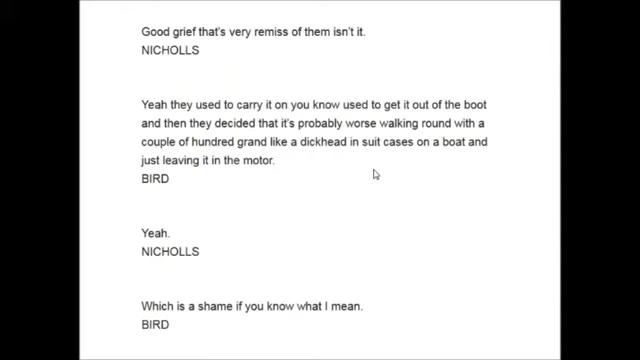 Good grief that's very remiss of them isn't it.
NICHOLLS
Yeah they used to carry it on you know used to get it out of the boot
and then they decided that it's probably worse walking round with a
couple of hundred grand like a dickhead in suit cases on a boat and
just leaving it in the motor.
BIRD
Yeah.
NICHOLLS
Which is a shame if you know what I mean.
BIRD